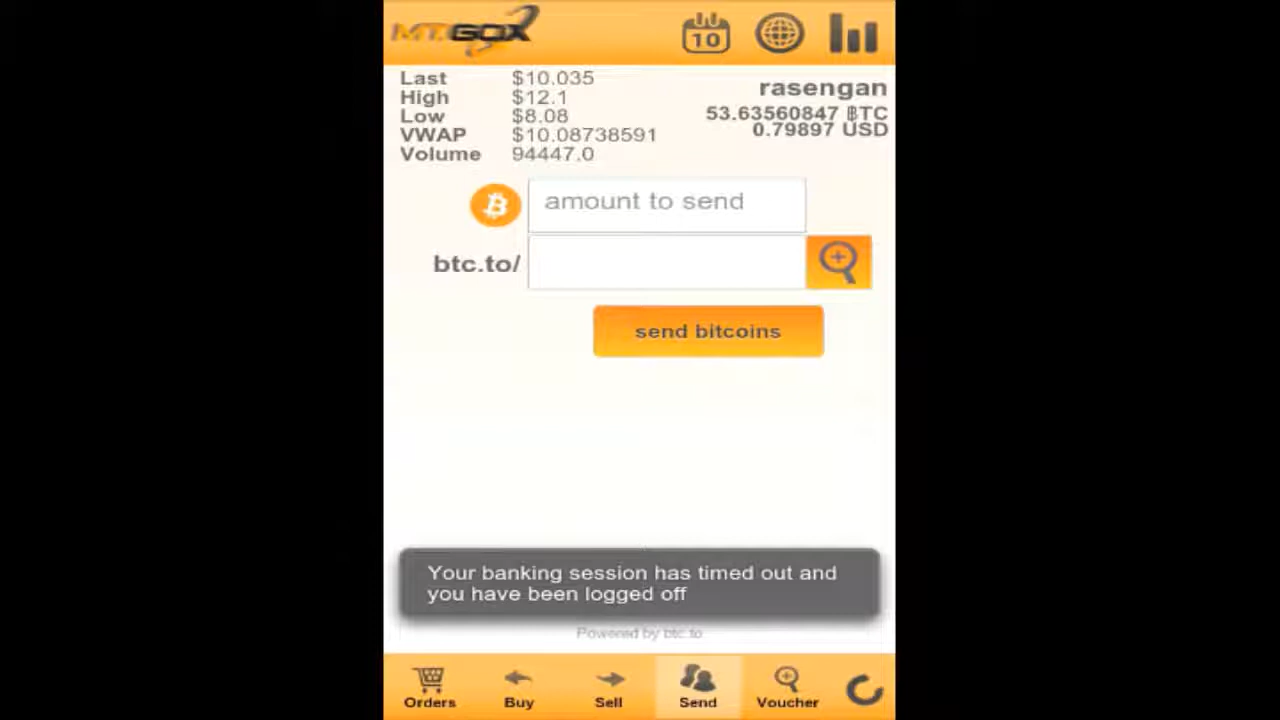 MT.GOX
10
Last $10.035
High $12.1
Low $8.08
VWAP $10.08738591
Volume 94447.0
rasengan
53.63560847 ฿TC
0.79897 USD
amount to send
btc.to/
send bitcoins
Your banking session has timed out and
you have been logged off
Powered by btc.to
Orders Buy Sell Send Voucher